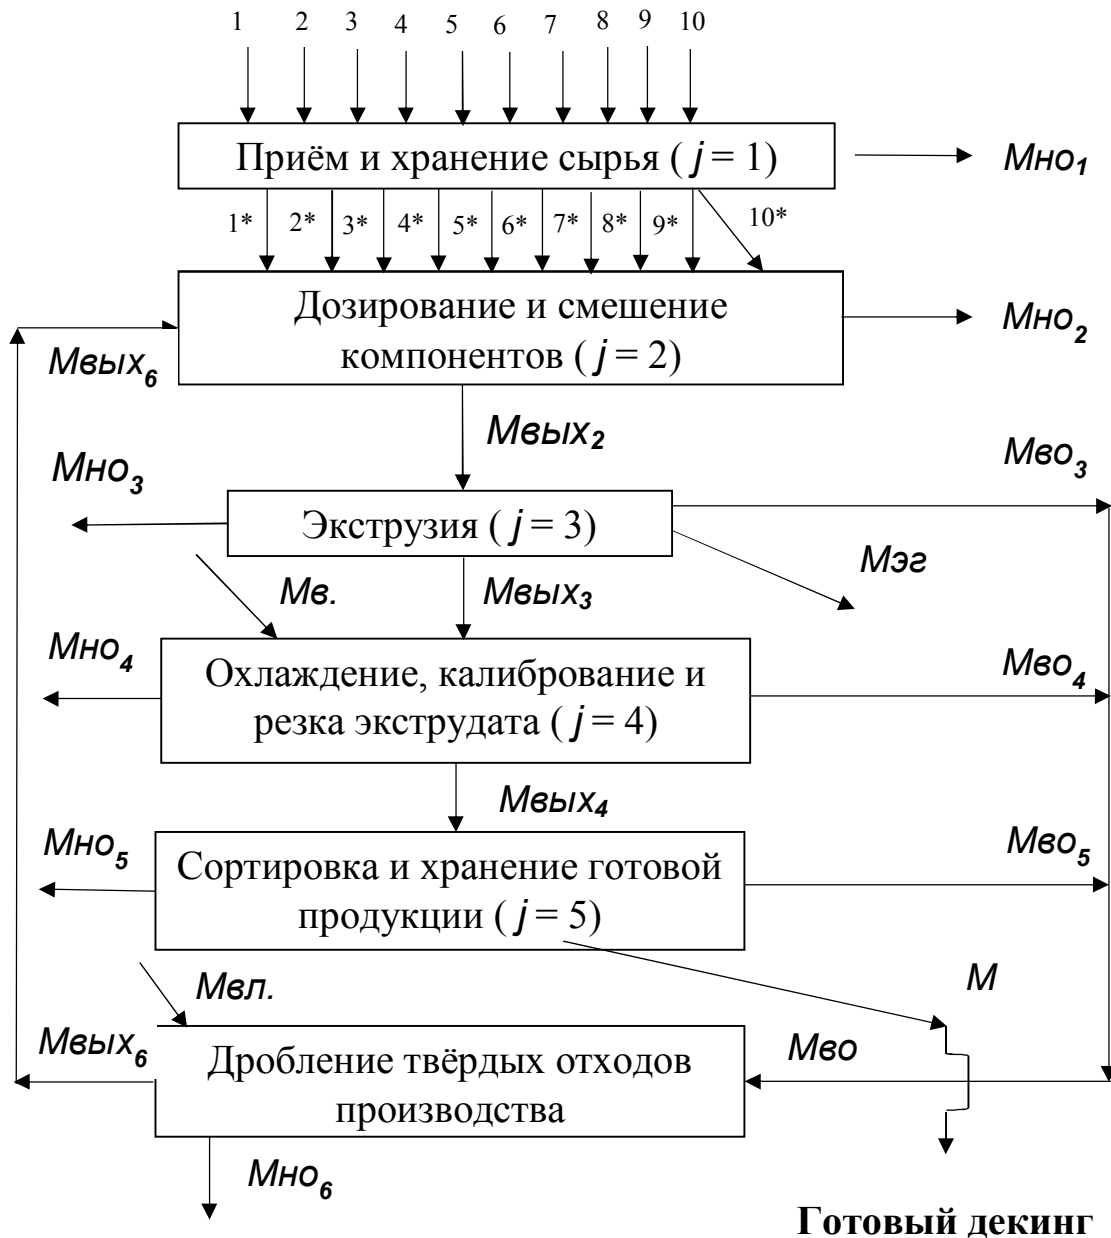 1 2 3 4 5 6 7 8 9 10
Приём и хранение сырья ( j = 1)
Мно₁
1* 2* 3* 4* 5* 6* 7* 8* 9* 10*
Дозирование и смешение
компонентов ( j = 2)
Мно₂
Мвых₆
Мвых₂
Мно₃
Мво₃
Экструзия ( j = 3)
Мэг
Мв.
Мвых₃
Мно₄
Мво₄
Охлаждение, калибрование и
резка экструдата ( j = 4)
Мвых₄
Мно₅
Мво₅
Сортировка и хранение готовой
продукции ( j = 5)
Мвл.
М
Мвых₆
Мво
Дробление твёрдых отходов
производства
Мно₆
Готовый декинг